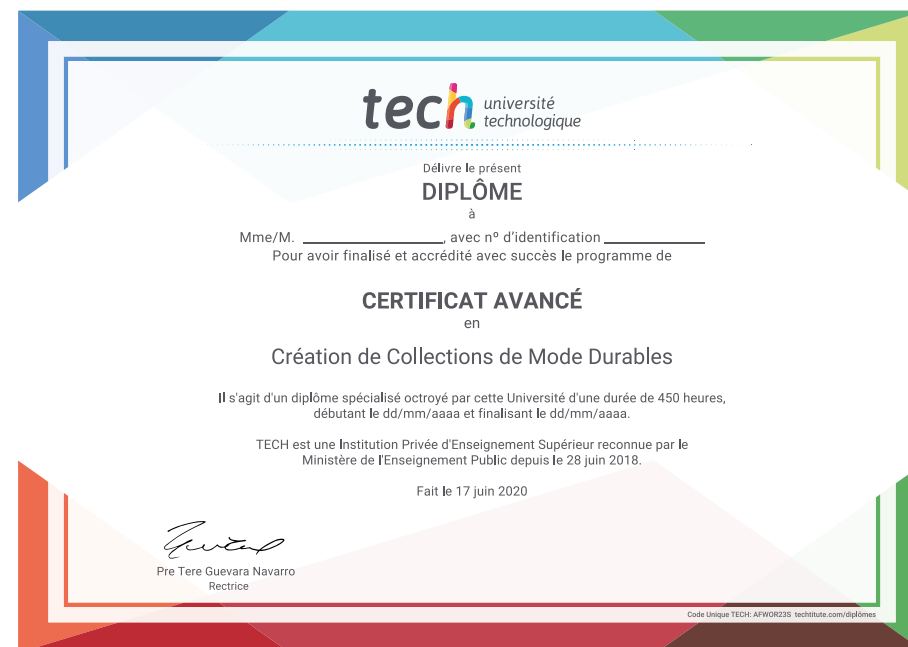 tech université
technologique
Délivre le présent
DIPLÔME
à
Mme/M. ____________________, avec nº d'identification ______________
Pour avoir finalisé et accrédité avec succès le programme de
CERTIFICAT AVANCÉ
en
Création de Collections de Mode Durables
Il s'agit d'un diplôme spécialisé octroyé par cette Université d'une durée de 450 heures,
débutant le dd/mm/aaaa et finalisant le dd/mm/aaaa.
TECH est une Institution Privée d'Enseignement Supérieur reconnue par le
Ministère de l'Enseignement Public depuis le 28 juin 2018.
Fait le 17 juin 2020
Pre Tere Guevara Navarro
Rectrice
Code Unique TECH: AFWOR23S techtitute.com/diplômes